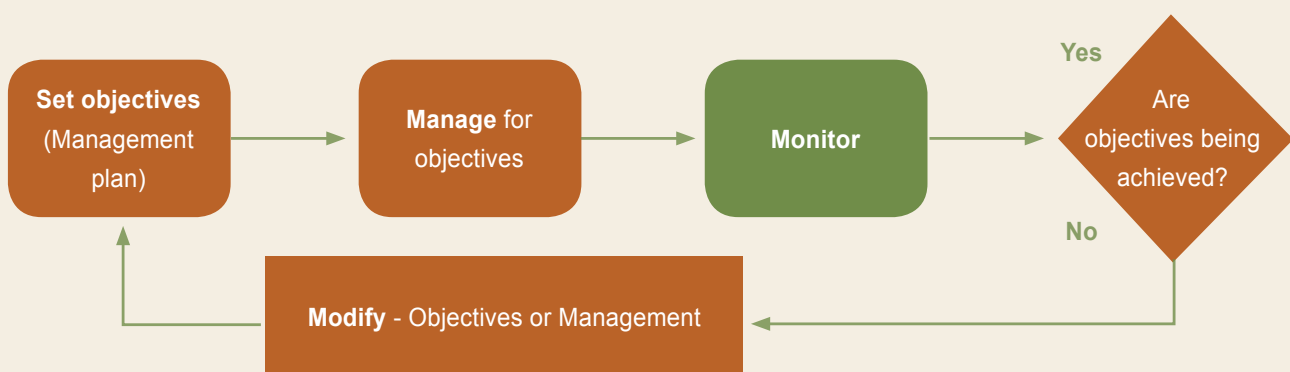 Set objectives
(Management
plan)
Manage for
objectives
Monitor
Yes
Are
objectives being
achieved?
No
Modify - Objectives or Management